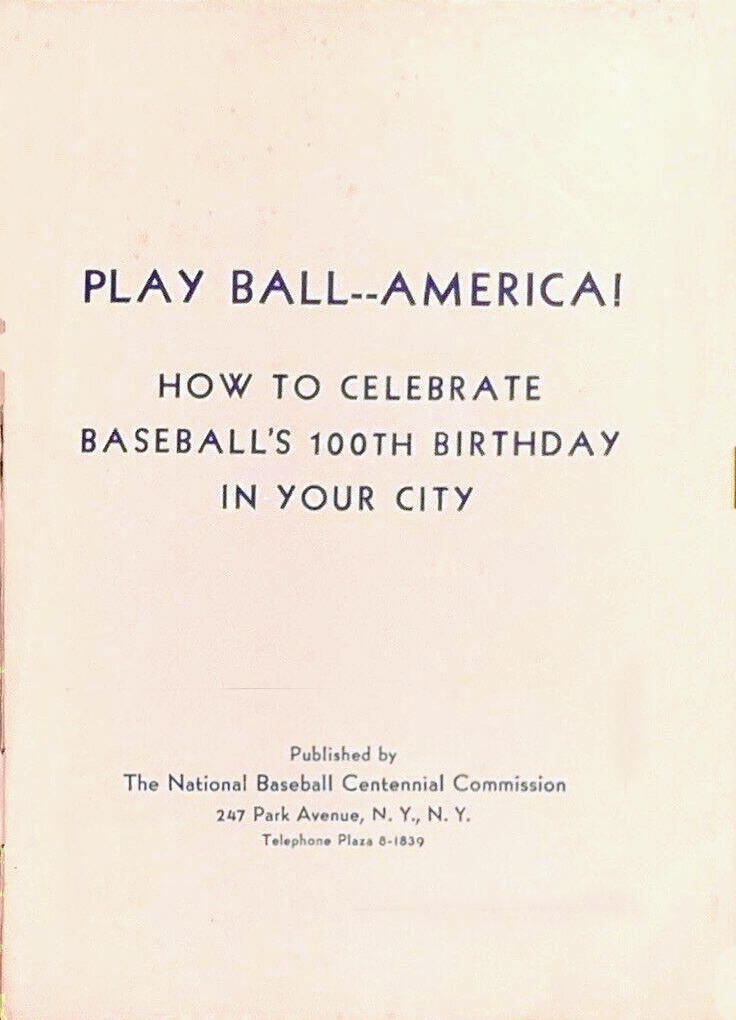 PLAY BALL--AMERICA!
HOW TO CELEBRATE
BASEBALL'S 100TH BIRTHDAY
IN YOUR CITY
Published by
The National Baseball Centennial Commission
247 Park Avenue, N. Y., N. Y.
Telephone Plaza 8-1839